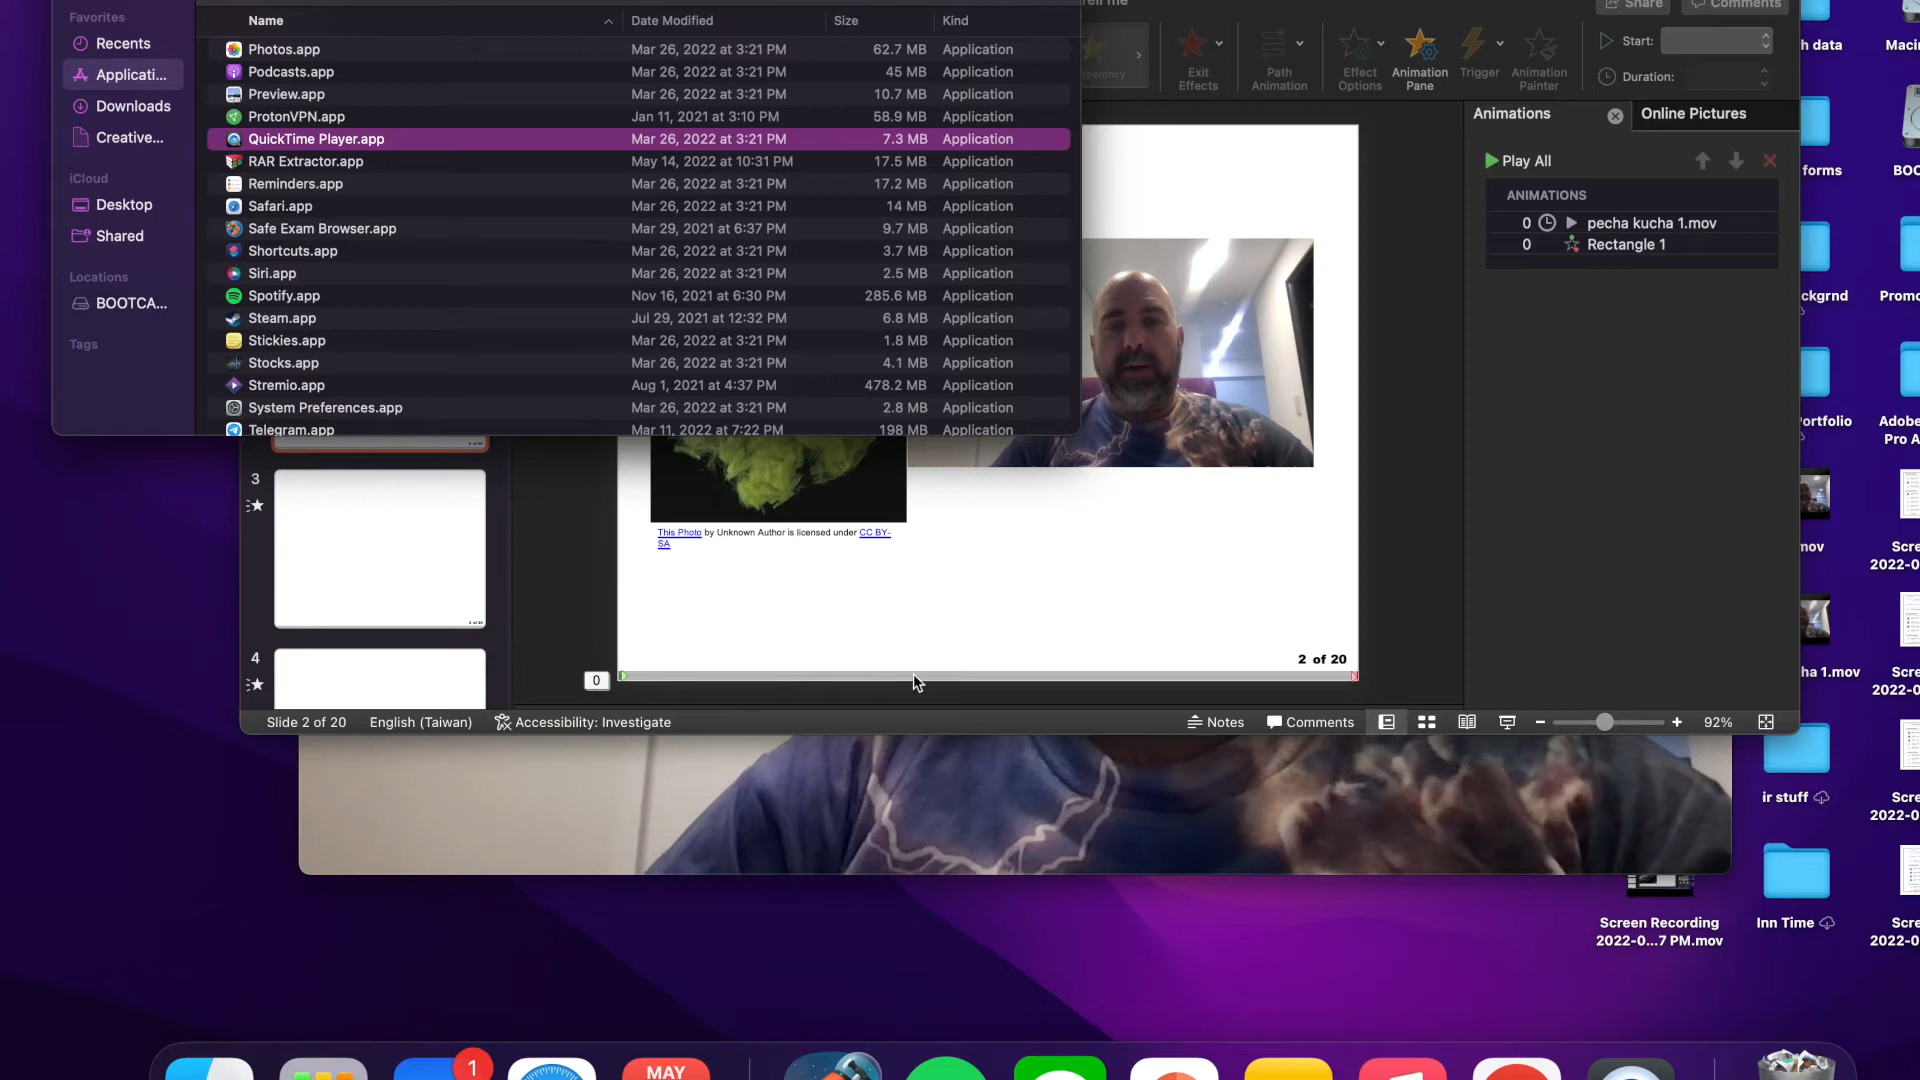 Favorites
Recents
Applicati...
Downloads
Creative...
iCloud
Desktop
Shared
Locations
BOOTCA...
Tags
Name Date Modified Size Kind
Photos.app Mar 26, 2022 at 3:21 PM 62.7 MB Application
Podcasts.app Mar 26, 2022 at 3:21 PM 45 MB Application
Preview.app Mar 26, 2022 at 3:21 PM 10.7 MB Application
ProtonVPN.app Jan 11, 2021 at 3:10 PM 58.9 MB Application
QuickTime Player.app Mar 26, 2022 at 3:21 PM 7.3 MB Application
RAR Extractor.app May 14, 2022 at 10:31 PM 17.5 MB Application
Reminders.app Mar 26, 2022 at 3:21 PM 17.2 MB Application
Safari.app Mar 26, 2022 at 3:21 PM 14 MB Application
Safe Exam Browser.app Mar 29, 2021 at 6:37 PM 9.7 MB Application
Shortcuts.app Mar 26, 2022 at 3:21 PM 3.7 MB Application
Siri.app Mar 26, 2022 at 3:21 PM 2.5 MB Application
Spotify.app Nov 16, 2021 at 6:30 PM 285.6 MB Application
Steam.app Jul 29, 2021 at 12:32 PM 6.8 MB Application
Stickies.app Mar 26, 2022 at 3:21 PM 1.8 MB Application
Stocks.app Mar 26, 2022 at 3:21 PM 4.1 MB Application
Stremio.app Aug 1, 2021 at 4:37 PM 478.2 MB Application
System Preferences.app Mar 26, 2022 at 3:21 PM 2.8 MB Application
Telegram.app Mar 11, 2022 at 7:22 PM 198 MB Application
Share Comments
Exit Effects
Path Animation
Effect Options
Animation Pane
Trigger
Animation Painter
Start:
Duration:
Animations Online Pictures
Play All
ANIMATIONS
0 pecha kucha 1.mov
0 Rectangle 1
3
4
This Photo by Unknown Author is licensed under CC BY-
SA
2 of 20
0
Slide 2 of 20 English (Taiwan) Accessibility: Investigate Notes Comments 92%
h data
Macin
forms
BOO
ckgrnd
Promo
ortfolio
Adobe
Pro A
mov
Scre
2022-0
ha 1.mov
Scre
2022-0
ir stuff
Scre
2022-0
Screen Recording
2022-0...7 PM.mov
Inn Time
Scre
2022-0
1
MAY